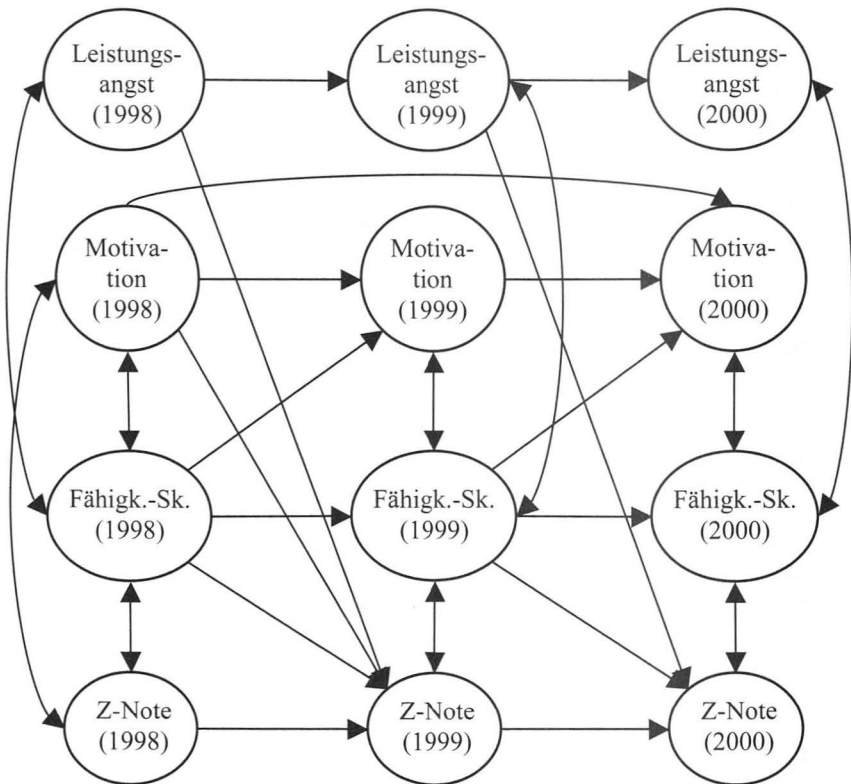 Leistungs-
angst
(1998)
Leistungs-
angst
(1999)
Leistungs-
angst
(2000)
Motiva-
tion
(1998)
Motiva-
tion
(1999)
Motiva-
tion
(2000)
Fähigk.-Sk.
(1998)
Fähigk.-Sk.
(1999)
Fähigk.-Sk.
(2000)
Z-Note
(1998)
Z-Note
(1999)
Z-Note
(2000)